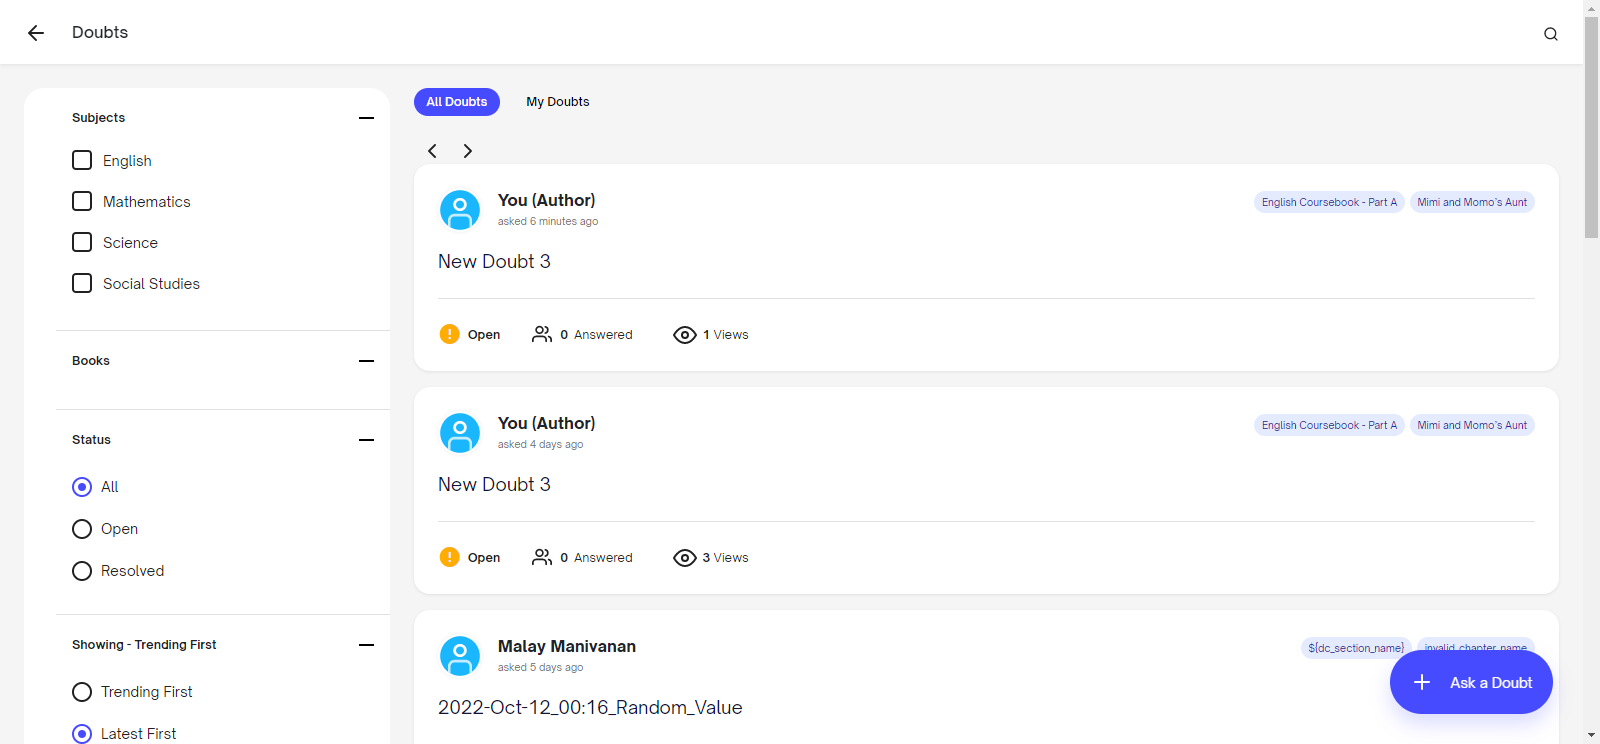 Doubts
Subjects
English
Mathematics
Science
Social Studies
Books
Status
All
Open
Resolved
Showing - Trending First
Trending First
Latest First
All Doubts My Doubts
You (Author)
asked 6 minutes ago
English Coursebook - Part A Mimi and Momo's Aunt
New Doubt 3
Open 0 Answered 1 Views
You (Author)
asked 4 days ago
English Coursebook - Part A Mimi and Momo's Aunt
New Doubt 3
Open 0 Answered 3 Views
Malay Manivanan
asked 5 days ago
${dc_section_name} invalid_chapter_name
2022-Oct-12_00:16_Random_Value
Ask a Doubt